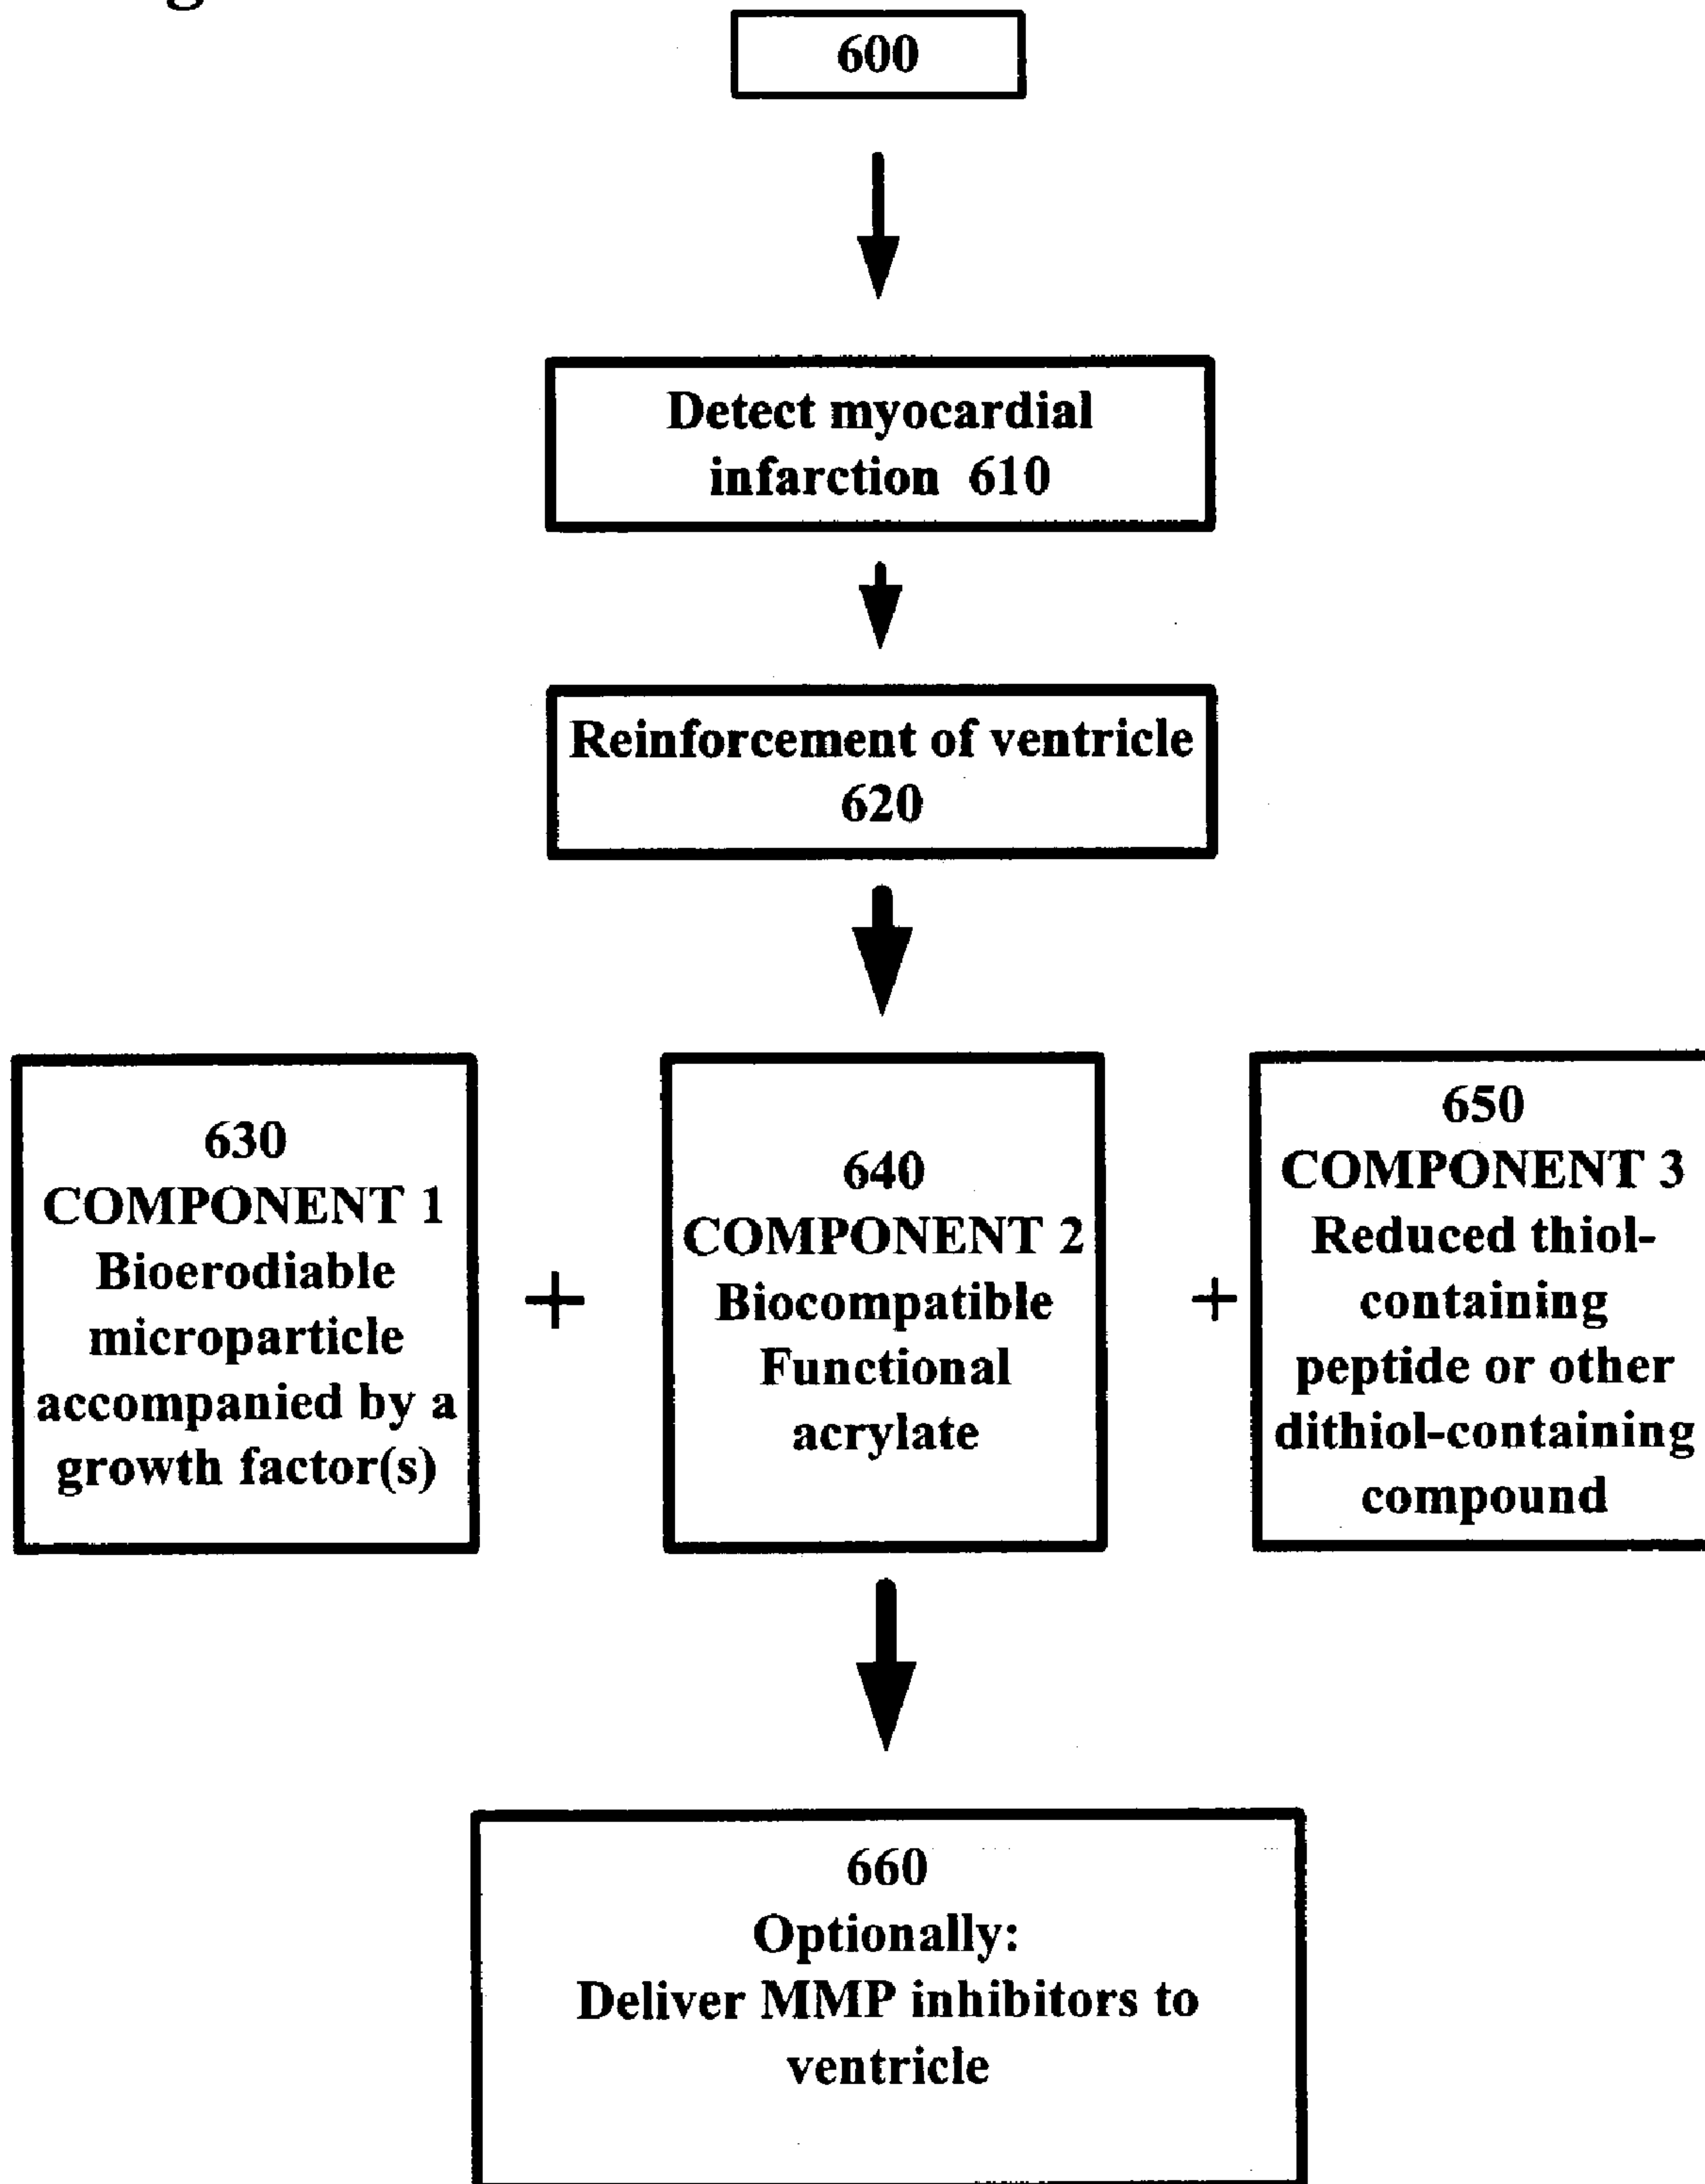 600
Detect myocardial
infarction 610
Reinforcement of ventricle
620
630
COMPONENT 1
Bioerodiable
microparticle
accompanied by a
growth factor(s)
+
640
COMPONENT 2
Biocompatible
Functional
acrylate
+
650
COMPONENT 3
Reduced thiol-
containing
peptide or other
dithiol-containing
compound
660
Optionally:
Deliver MMP inhibitors to
ventricle